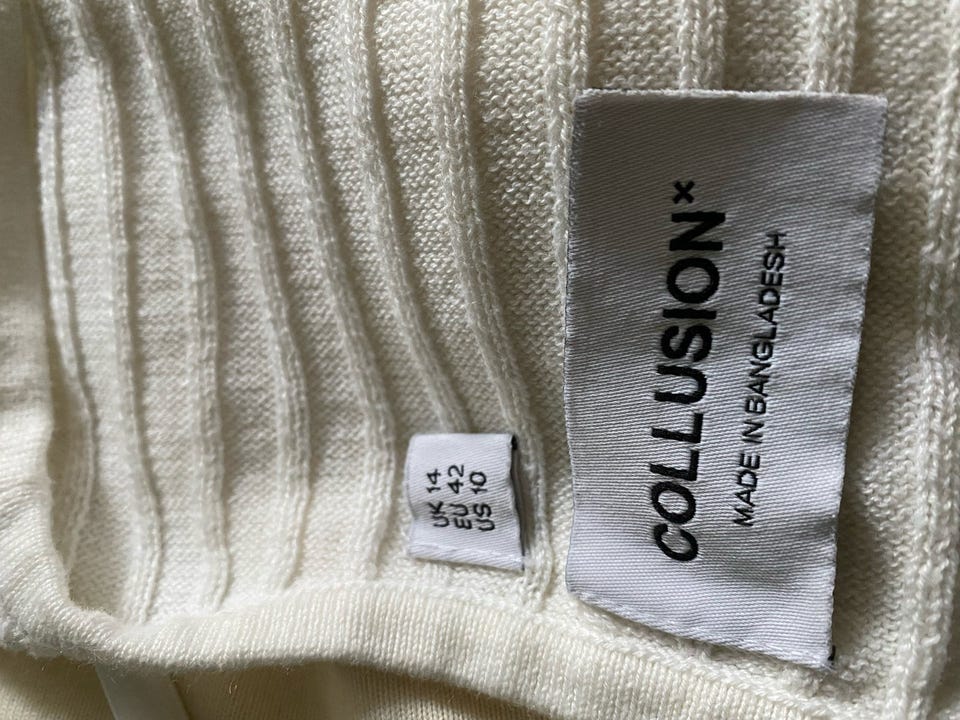 COLLUSION×
MADE IN BANGLADESH
UK 14
EU 42
US 10